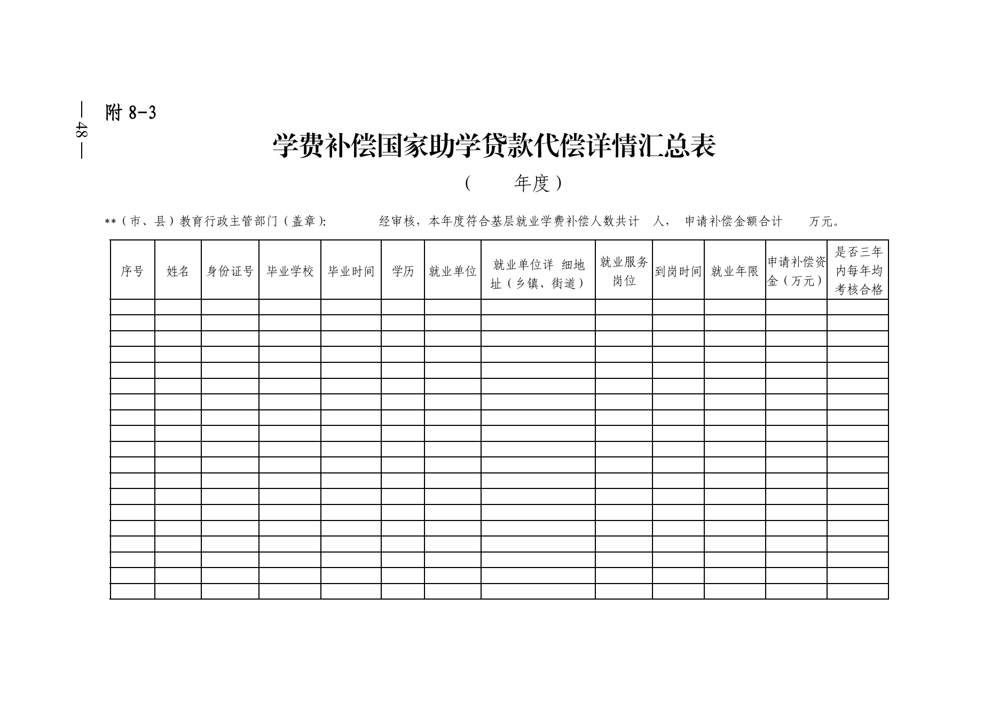 — 48 —
附 8-3
学费补偿国家助学贷款代偿详情汇总表
（　　年度）
**（市、县）教育行政主管部门（盖章）：　　　　经审核，本年度符合基层就业学费补偿人数共计　人，　申请补偿金额合计　　万元。
序号
姓名
身份证号
毕业学校
毕业时间
学历
就业单位
就业单位详 细地
址（乡镇、街道）
就业服务
岗位
到岗时间
就业年限
申请补偿资
金（万元）
是否三年
内每年均
考核合格